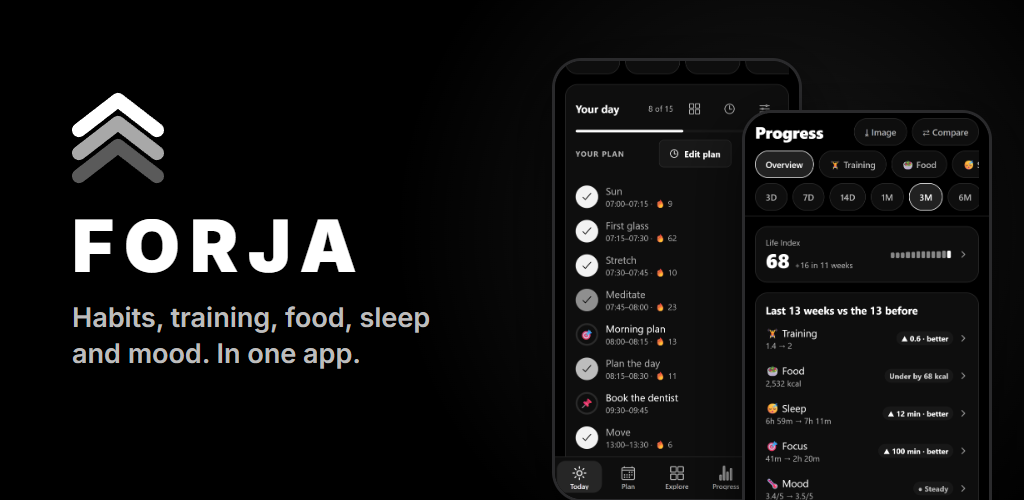 FORJA
Habits, training, food, sleep
and mood. In one app.
Your day
8 of 15
YOUR PLAN
Edit plan
Sun
07:00–07:15 · 🔥 9
First glass
07:15–07:30 · 🔥 62
Stretch
07:30–07:45 · 🔥 10
Meditate
07:45–08:00 · 🔥 23
Morning plan
08:00–08:15 · 🔥 13
Plan the day
08:15–08:30 · 🔥 11
Book the dentist
09:30–09:45
Move
13:00–13:30 · 🔥 6
Today
Plan
Explore
Progress
Progress
↓ Image
⇄ Compare
Overview
Training
Food
3D
7D
14D
1M
3M
6M
Life Index
68 +16 in 11 weeks
Last 13 weeks vs the 13 before
Training
1.4 → 2
▲ 0.6 · better
Food
2,532 kcal
Under by 68 kcal
Sleep
6h 59m → 7h 11m
▲ 12 min · better
Focus
41m → 2h 20m
▲ 100 min · better
Mood
3.4/5 → 3.5/5
• Steady